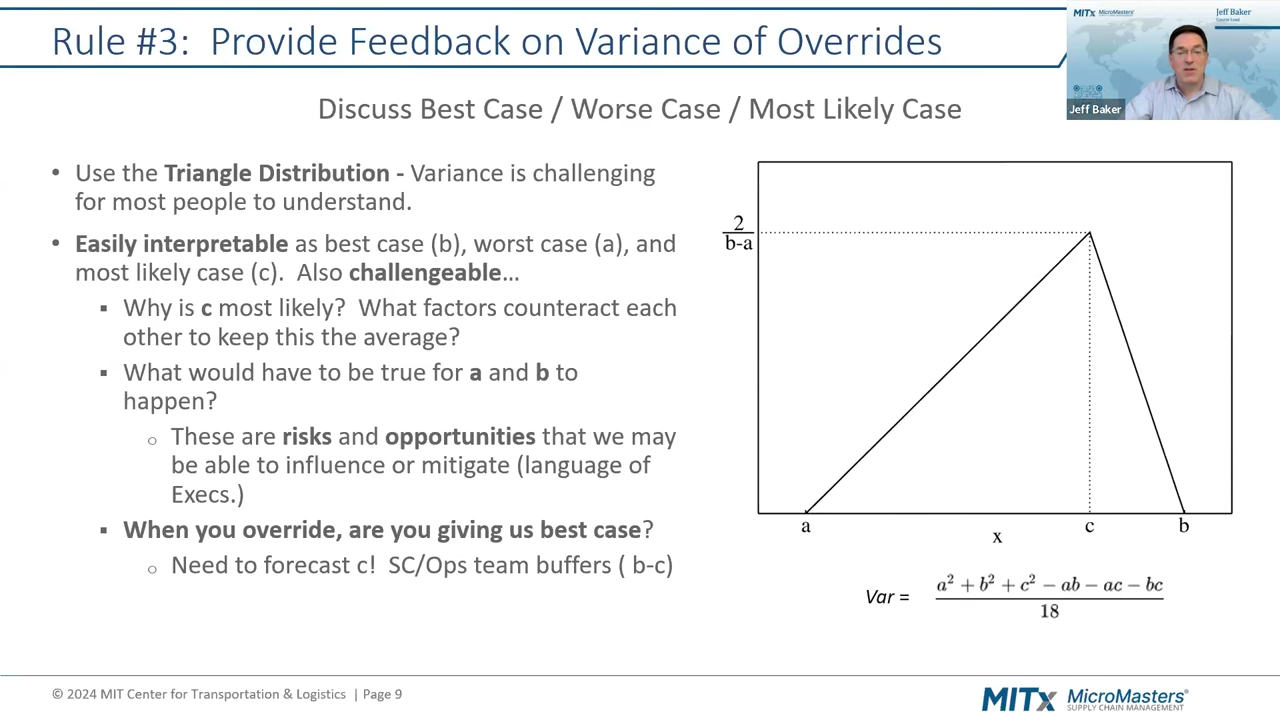 Rule #3: Provide Feedback on Variance of Overrides
MITx MicroMasters
Jeff Baker
Course Lead
Jeff Baker
Discuss Best Case / Worse Case / Most Likely Case
• Use the Triangle Distribution - Variance is challenging
for most people to understand.
• Easily interpretable as best case (b), worst case (a), and
most likely case (c). Also challengeable…
▪ Why is c most likely? What factors counteract each
other to keep this the average?
▪ What would have to be true for a and b to
happen?
o These are risks and opportunities that we may
be able to influence or mitigate (language of
Execs.)
▪ When you override, are you giving us best case?
o Need to forecast c! SC/Ops team buffers ( b-c)
2
b-a
a
c
b
x
Var = a² + b² + c² − ab − ac − bc
18
© 2024 MIT Center for Transportation & Logistics | Page 9
MITx MicroMasters®
SUPPLY CHAIN MANAGEMENT